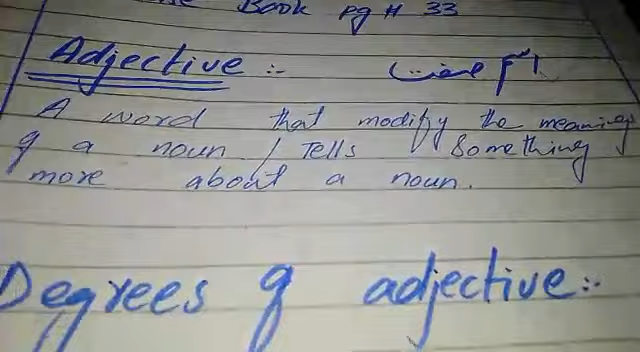 Book pg # 33
Adjective :- اسم صفت
A word that modify the meaning
of a noun / Tells Something
more about a noun.
Degrees of adjective:-